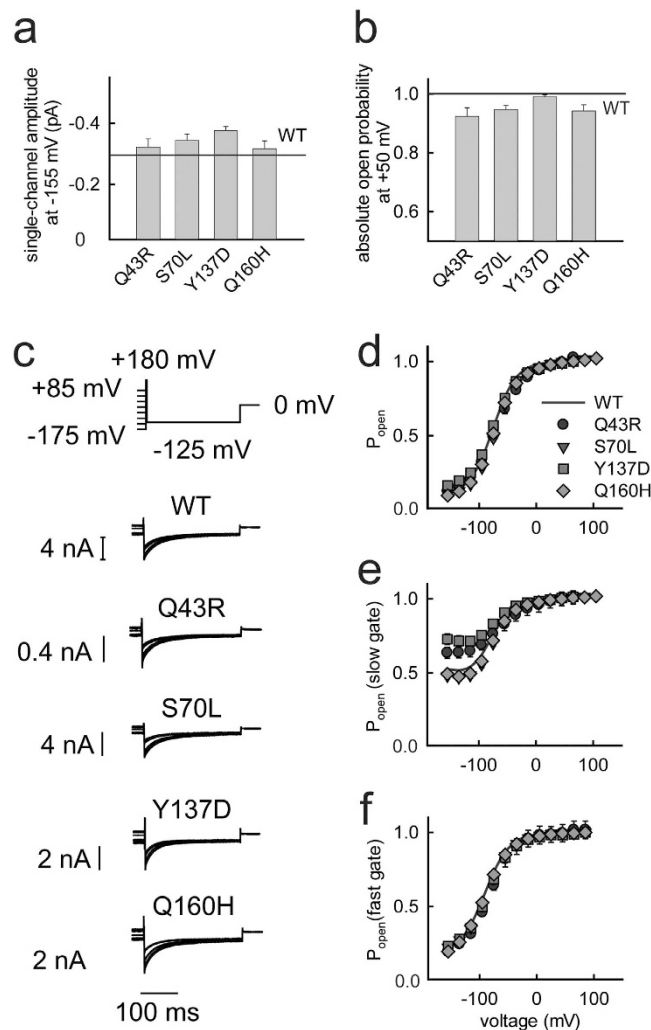 a
single-channel amplitude
at -155 mV (pA)
-0.4
-0.2
0
WT
Q43R
S70L
Y137D
Q160H
b
absolute open probability
at +50 mV
1.0
0.8
0.6
WT
Q43R
S70L
Y137D
Q160H
c
+180 mV
+85 mV
0 mV
-175 mV
-125 mV
WT
4 nA
Q43R
0.4 nA
S70L
4 nA
Y137D
2 nA
Q160H
2 nA
100 ms
d
Popen
1.0
0.5
0.0
WT
Q43R
S70L
Y137D
Q160H
-100 0 100
e
Popen(slow gate)
1.0
0.5
0.0
-100 0 100
f
Popen(fast gate)
1.0
0.5
0.0
-100 0 100
voltage (mV)